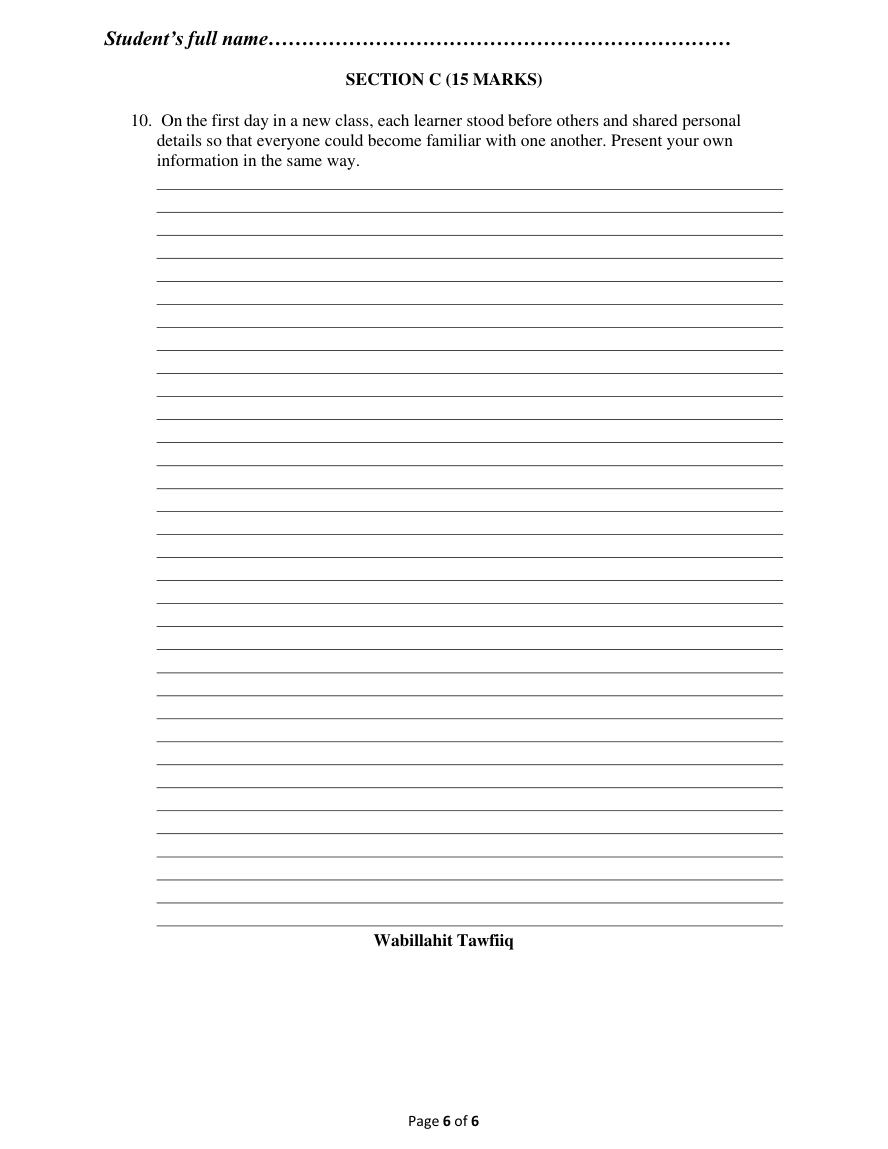 Student’s full name……………………………………………………………
SECTION C (15 MARKS)
10. On the first day in a new class, each learner stood before others and shared personal
details so that everyone could become familiar with one another. Present your own
information in the same way.
Wabillahit Tawfiiq
Page 6 of 6